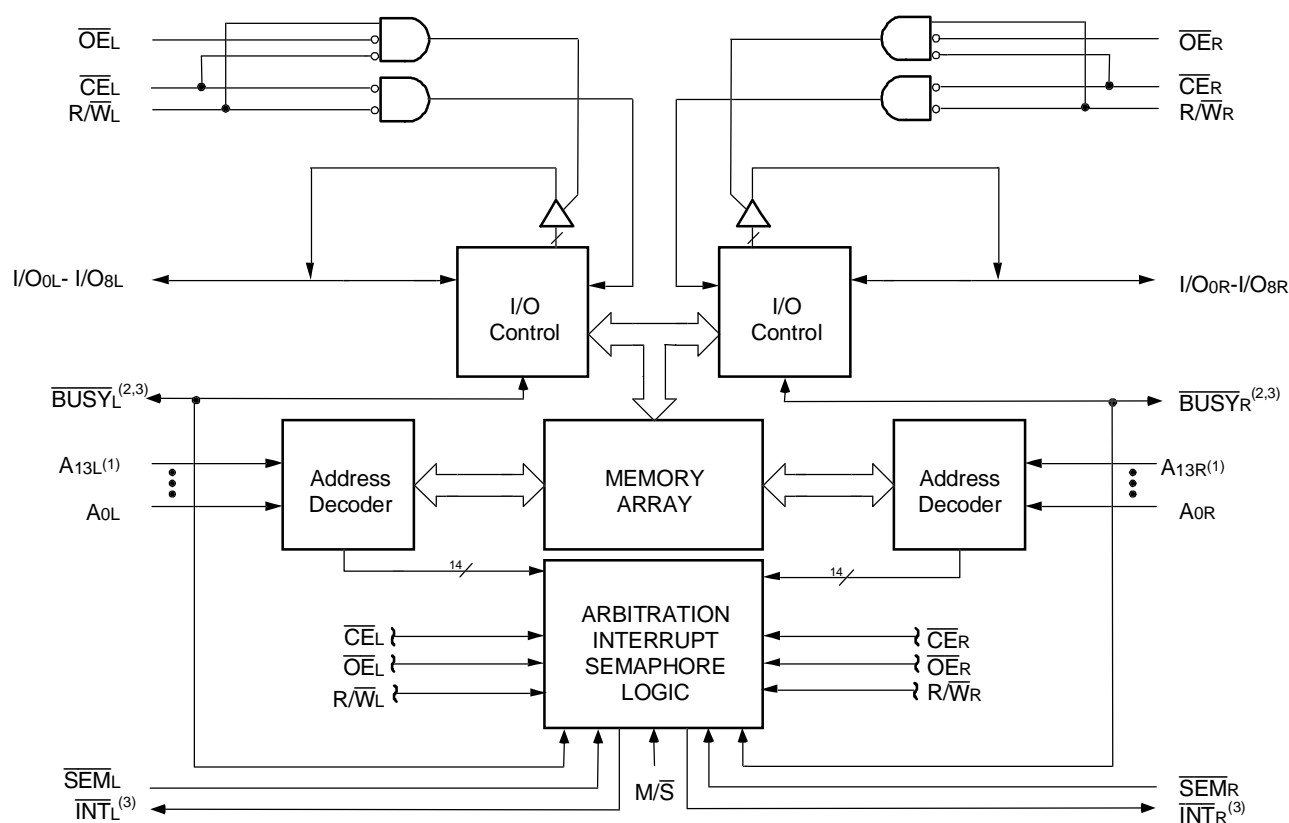 OEL
OER
CEL
CER
R/WL
R/WR
I/O0L- I/O8L
I/O
Control
I/O
Control
I/O0R-I/O8R
BUSYL(2,3)
BUSYR(2,3)
A13L(1)
A0L
Address
Decoder
MEMORY
ARRAY
Address
Decoder
A13R(1)
A0R
14
14
ARBITRATION
INTERRUPT
SEMAPHORE
LOGIC
CEL
OEL
R/WL
CER
OER
R/WR
SEML
INTL(3)
M/S
SEMR
INTR(3)